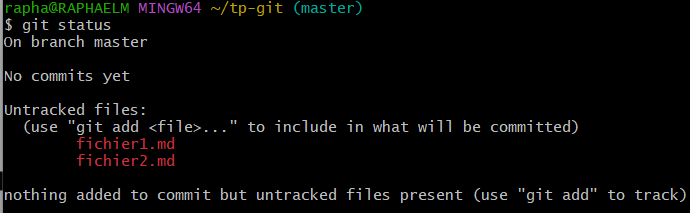 rapha@RAPHAELM MINGW64 ~/tp-git (master)
$ git status
On branch master

No commits yet

Untracked files:
  (use "git add <file>..." to include in what will be committed)
        fichier1.md
        fichier2.md

nothing added to commit but untracked files present (use "git add" to track)